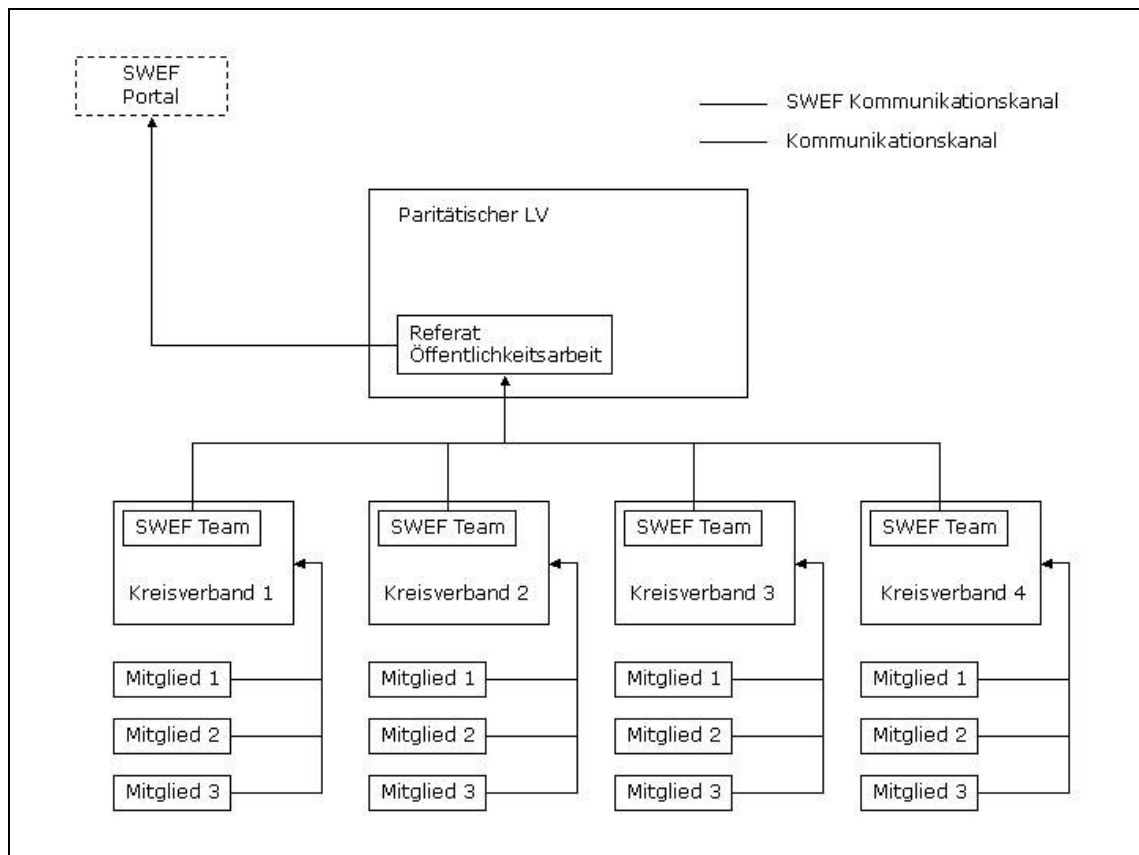 SWEF
Portal
SWEF Kommunikationskanal
Kommunikationskanal
Paritätischer LV
Referat
Öffentlichkeitsarbeit
SWEF Team
SWEF Team
SWEF Team
SWEF Team
Kreisverband 1
Kreisverband 2
Kreisverband 3
Kreisverband 4
Mitglied 1
Mitglied 1
Mitglied 1
Mitglied 1
Mitglied 2
Mitglied 2
Mitglied 2
Mitglied 2
Mitglied 3
Mitglied 3
Mitglied 3
Mitglied 3